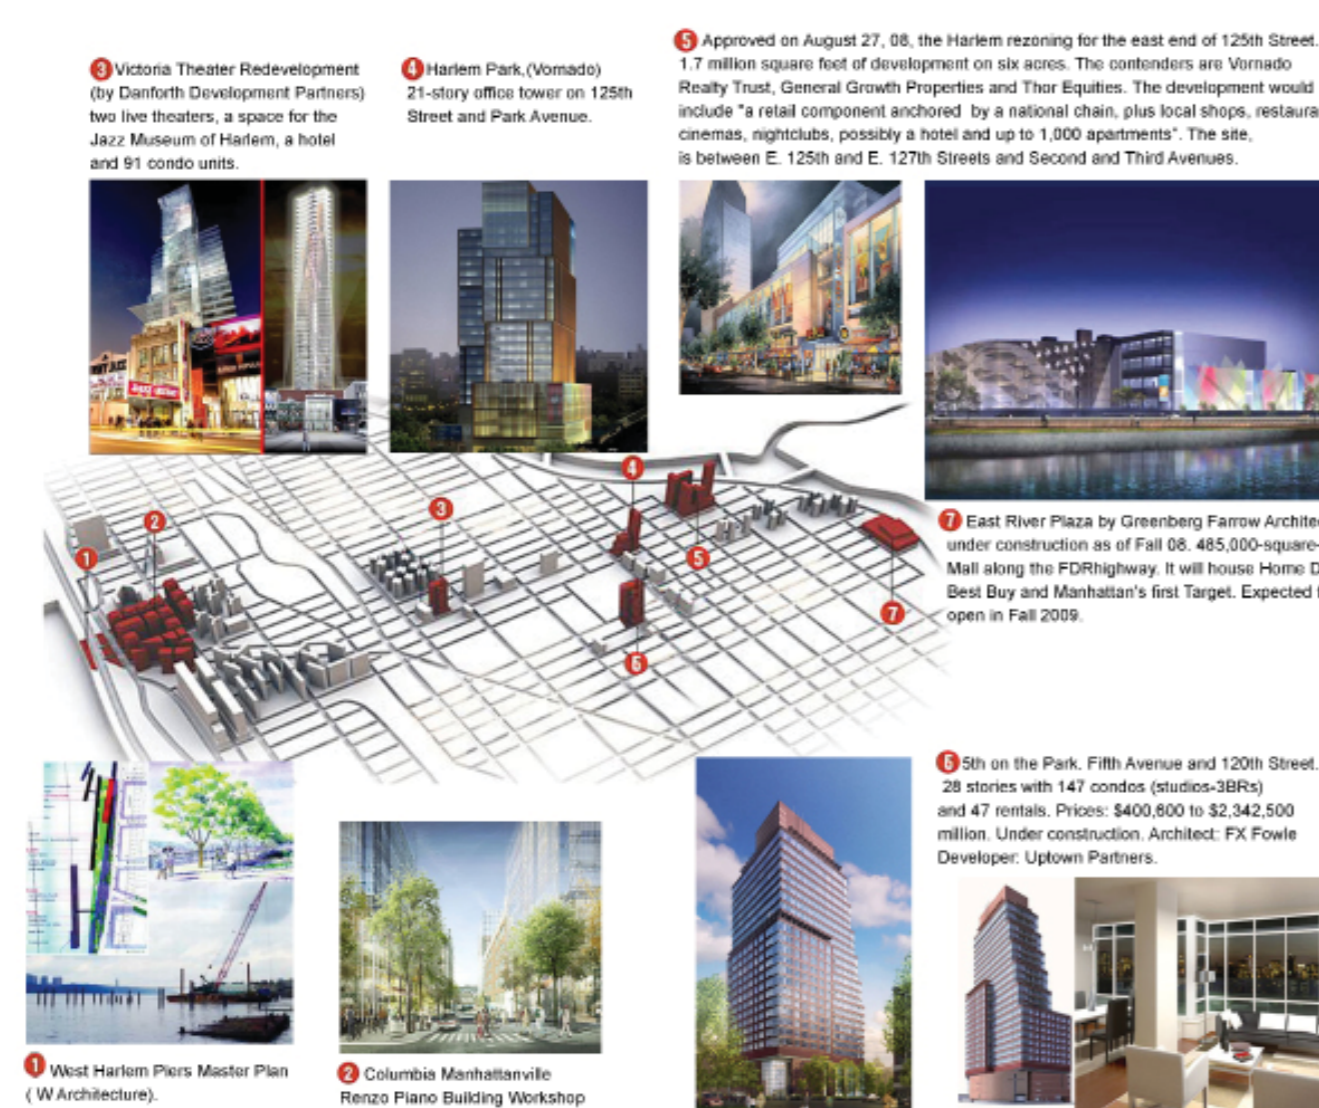 3 Victoria Theater Redevelopment
(by Danforth Development Partners)
two live theaters, a space for the
Jazz Museum of Harlem, a hotel
and 91 condo units.
4 Harlem Park,(Vornado)
21-story office tower on 125th
Street and Park Avenue.
5 Approved on August 27, 08, the Harlem rezoning for the east end of 125th Street.
1.7 million square feet of development on six acres. The contenders are Vornado
Realty Trust, General Growth Properties and Thor Equities. The development would
include "a retail component anchored by a national chain, plus local shops, restaura
cinemas, nightclubs, possibly a hotel and up to 1,000 apartments". The site,
is between E. 125th and E. 127th Streets and Second and Third Avenues.
4
3
2
1
5
7
6
7 East River Plaza by Greenberg Farrow Archite
under construction as of Fall 08. 485,000-square-
Mall along the FDRhighway. It will house Home D
Best Buy and Manhattan's first Target. Expected
open in Fall 2009.
6 5th on the Park. Fifth Avenue and 120th Street.
28 stories with 147 condos (studios-3BRs)
and 47 rentals. Prices: $400,600 to $2,342,500
million. Under construction. Architect: FX Fowle
Developer: Uptown Partners.
1 West Harlem Piers Master Plan
( W Architecture).
2 Columbia Manhattanville
Renzo Piano Building Workshop